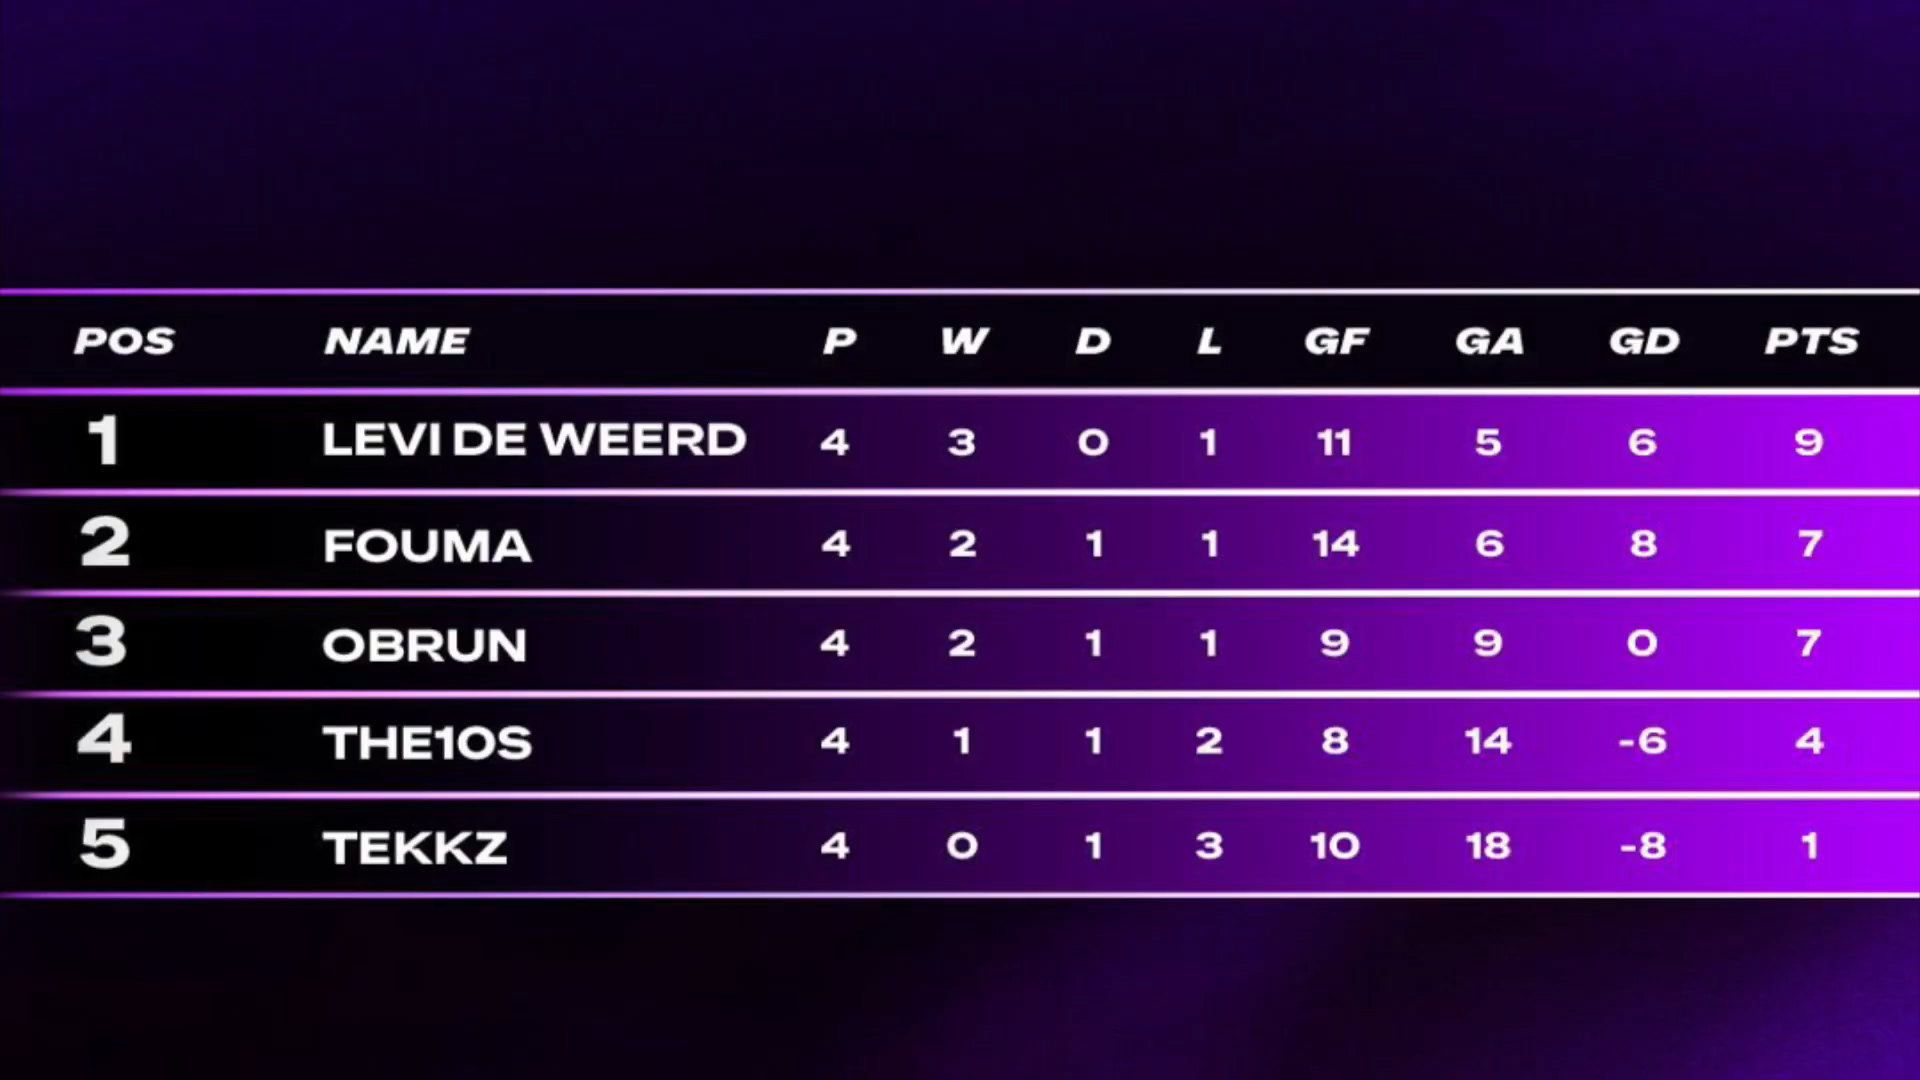 POS NAME P W D L GF GA GD PTS
1 LEVI DE WEERD 4 3 0 1 11 5 6 9
2 FOUMA 4 2 1 1 14 6 8 7
3 OBRUN 4 2 1 1 9 9 0 7
4 THE10S 4 1 1 2 8 14 -6 4
5 TEKKZ 4 0 1 3 10 18 -8 1